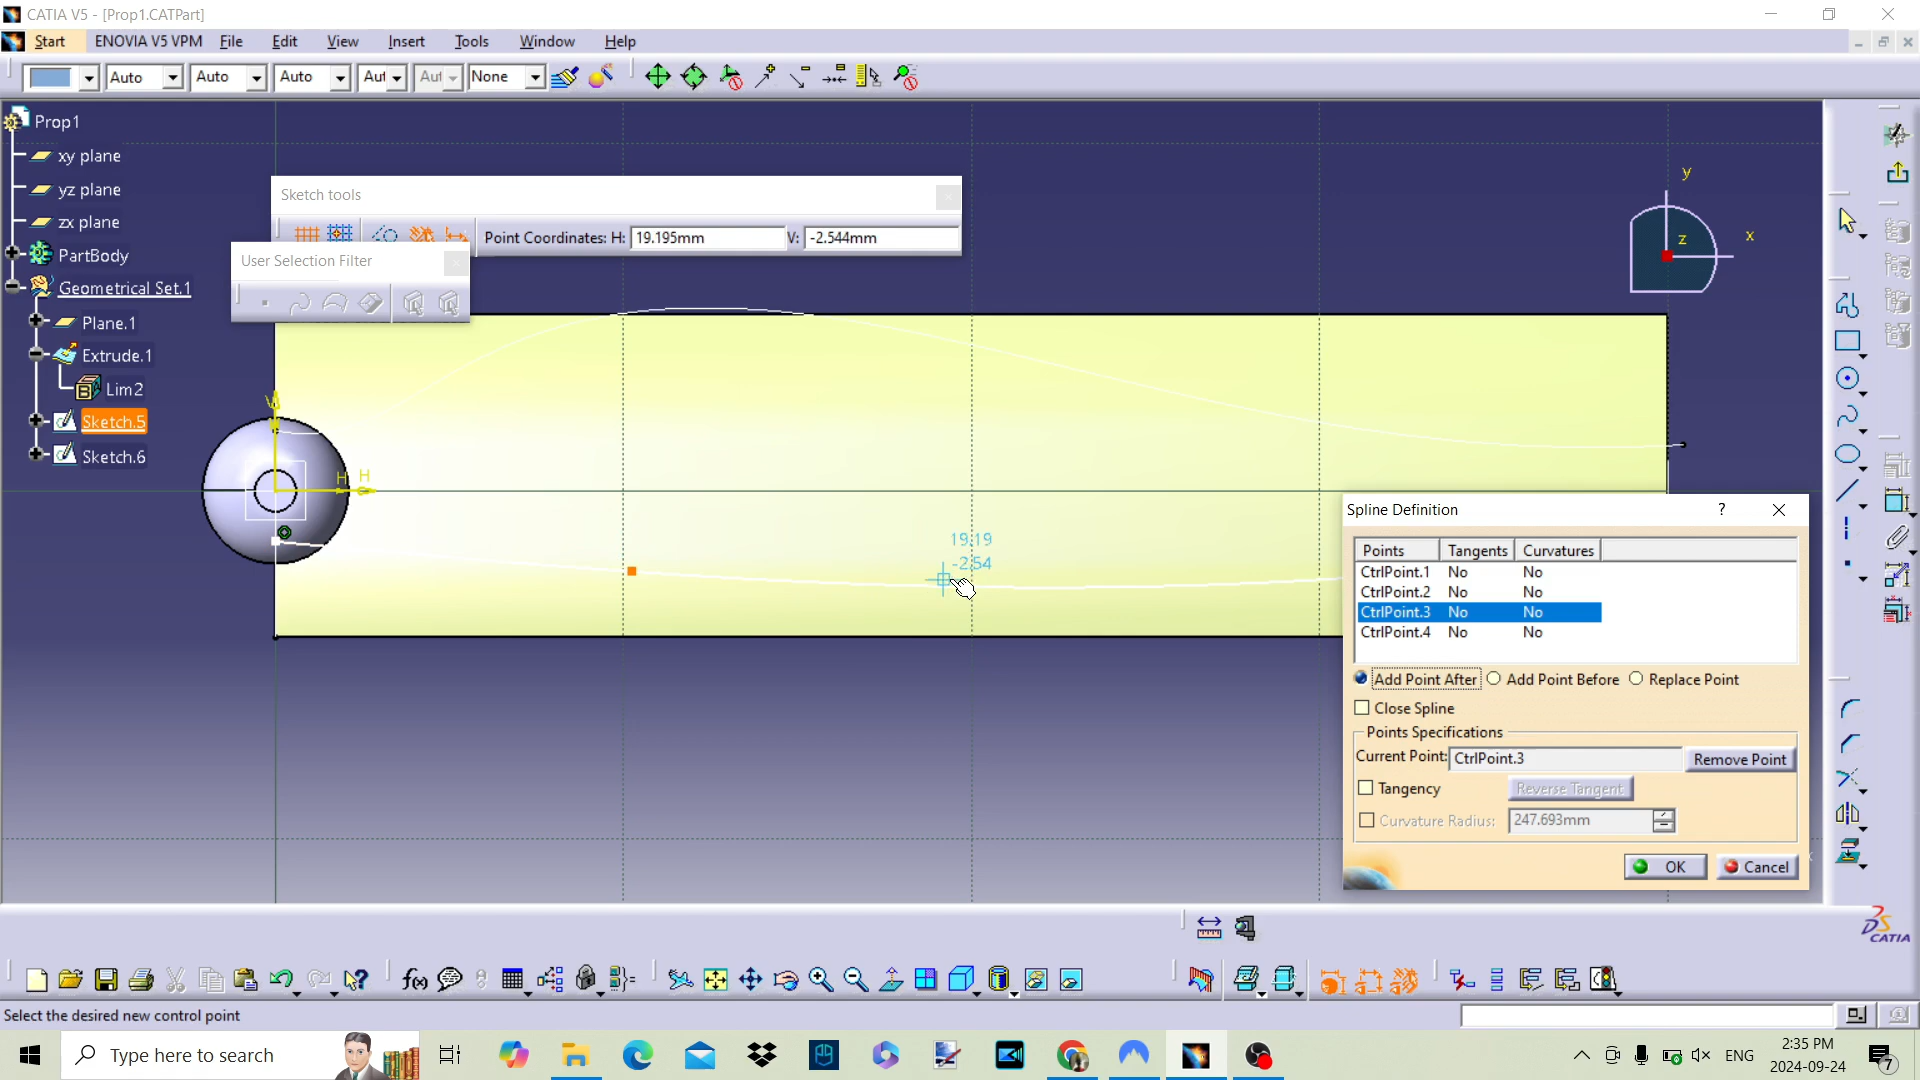 CATIA V5 - [Prop1.CATPart]
Start ENOVIA V5 VPM File Edit View Insert Tools Window Help
Auto Auto Auto Aut Aut None
Prop1
xy plane
yz plane
zx plane
PartBody
Geometrical Set.1
Plane.1
Extrude.1
Lim2
Sketch.5
Sketch.6
Sketch tools
Point Coordinates: H: 19.195mm V: -2.544mm
User Selection Filter
y
z x
V
H H
19.19
-2.54
Spline Definition ?
Points Tangents Curvatures
CtrlPoint.1 No No
CtrlPoint.2 No No
CtrlPoint.3 No No
CtrlPoint.4 No No
Add Point After Add Point Before Replace Point
Close Spline
Points Specifications
Current Point: CtrlPoint.3 Remove Point
Tangency Reverse Tangent
Curvature Radius: 247.693mm
OK Cancel
CATIA
f(x)
Select the desired new control point
Type here to search
ENG
2:35 PM
2024-09-24
7